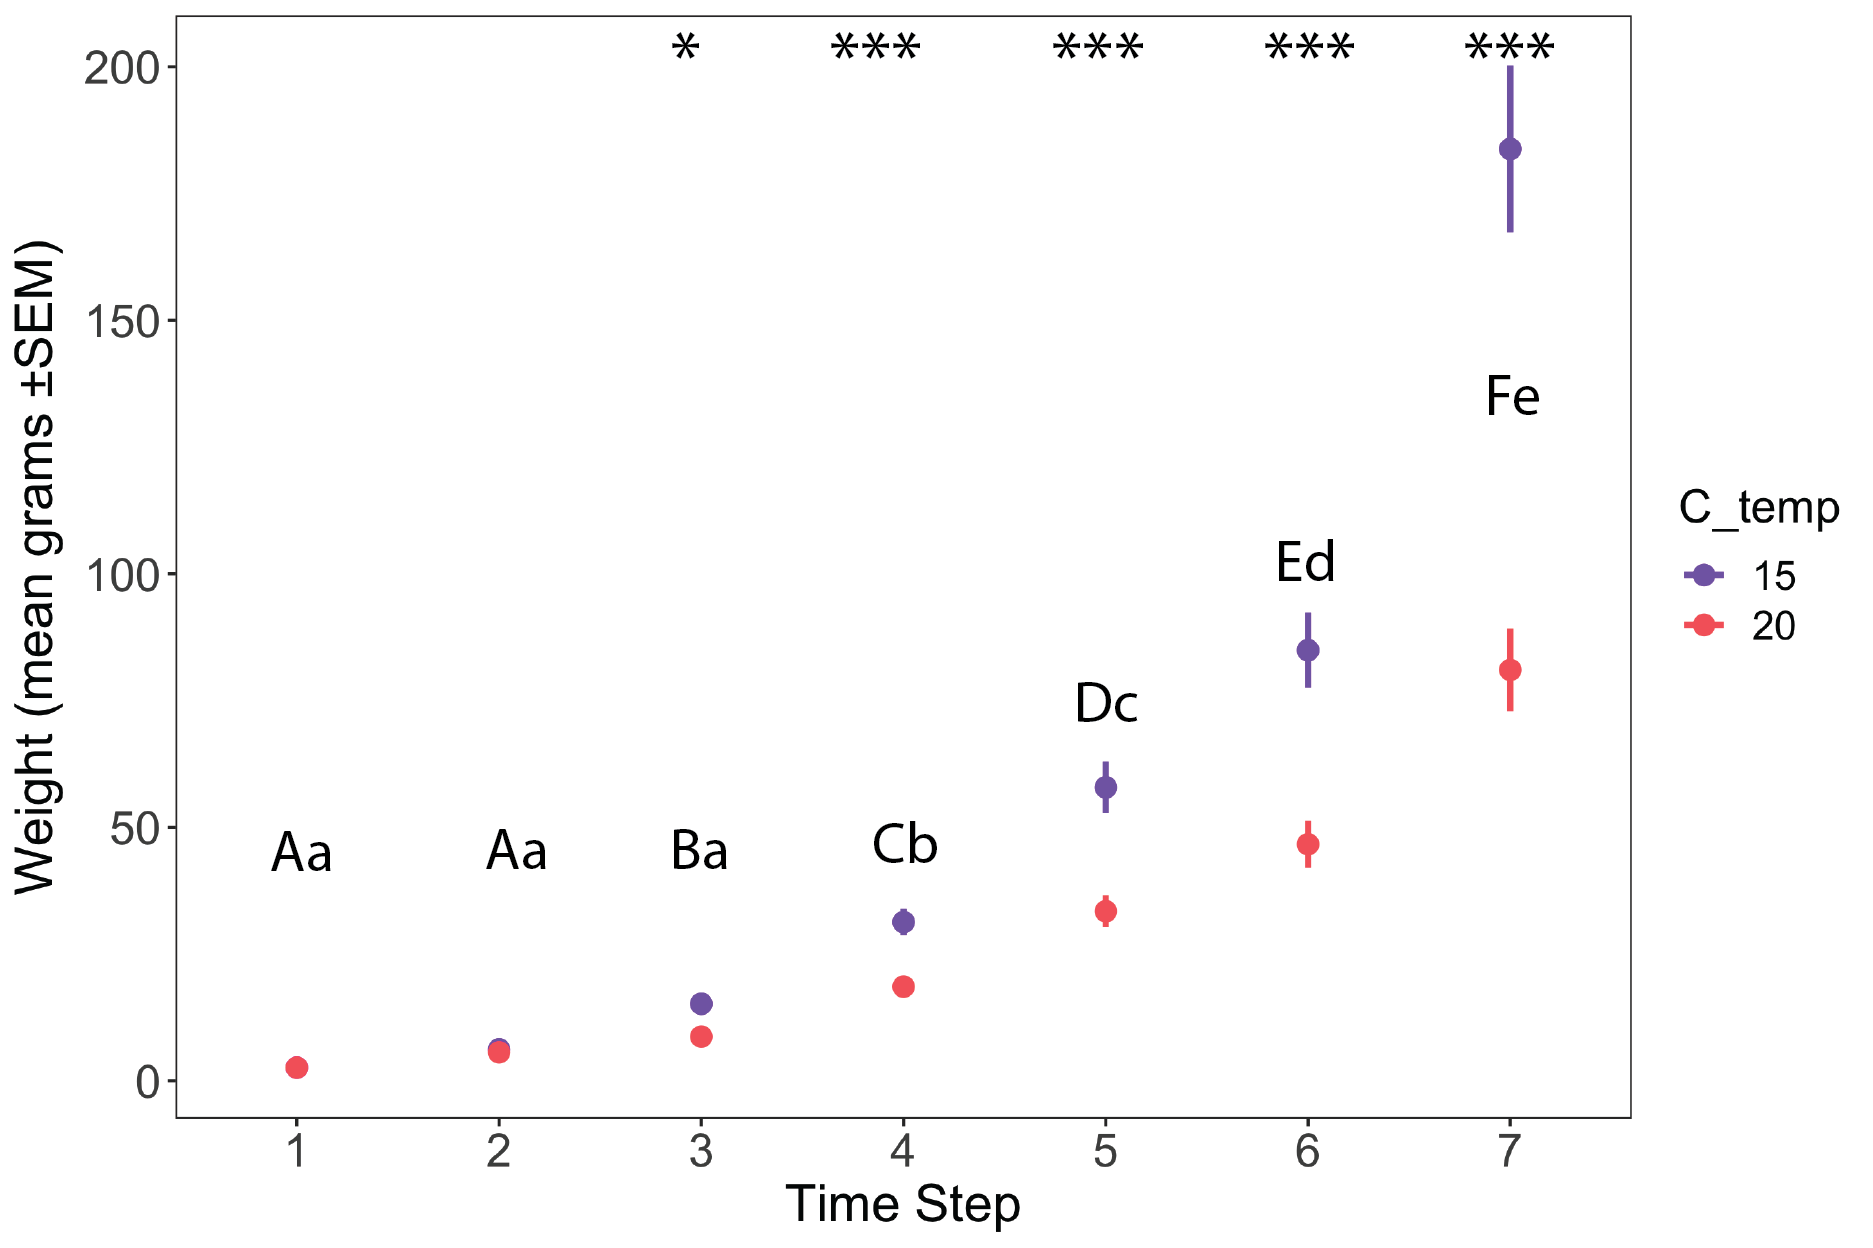 * *** *** *** ***
200
150
100
50
0
Weight (mean grams ±SEM)
Aa Aa Ba Cb Dc Ed Fe
1 2 3 4 5 6 7
Time Step
C_temp
15
20